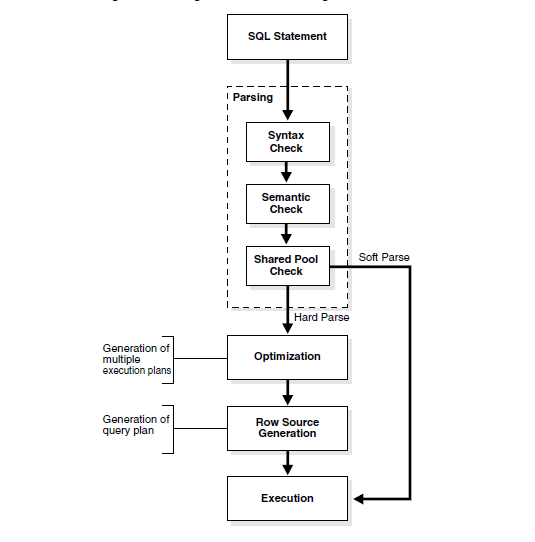 SQL Statement
Parsing
Syntax
Check
Semantic
Check
Shared Pool
Check
Soft Parse
Hard Parse
Generation of
multiple
execution plans
Optimization
Generation of
query plan
Row Source
Generation
Execution